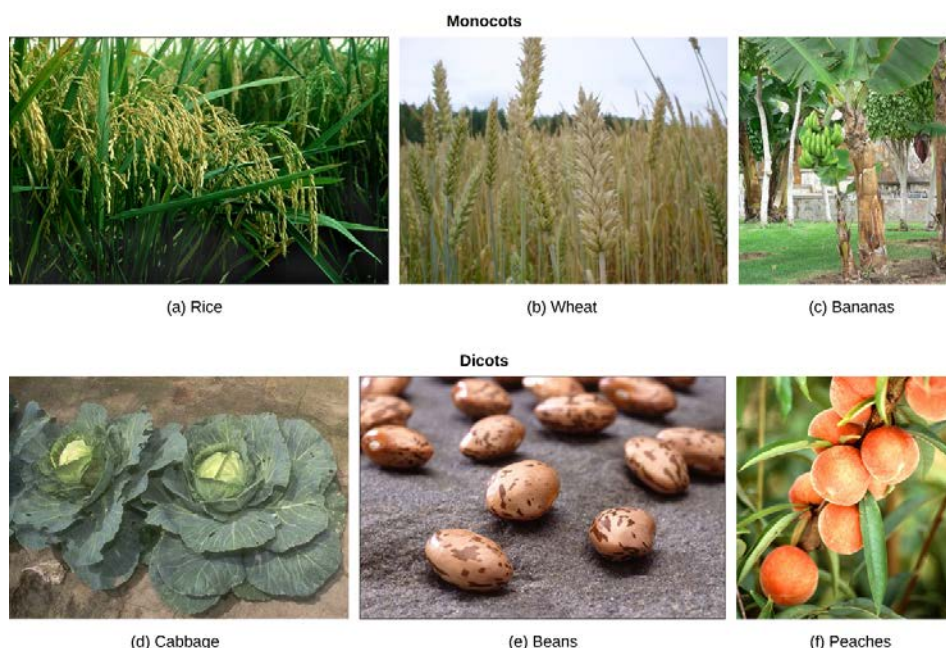 Monocots
(a) Rice
(b) Wheat
(c) Bananas
Dicots
(d) Cabbage
(e) Beans
(f) Peaches